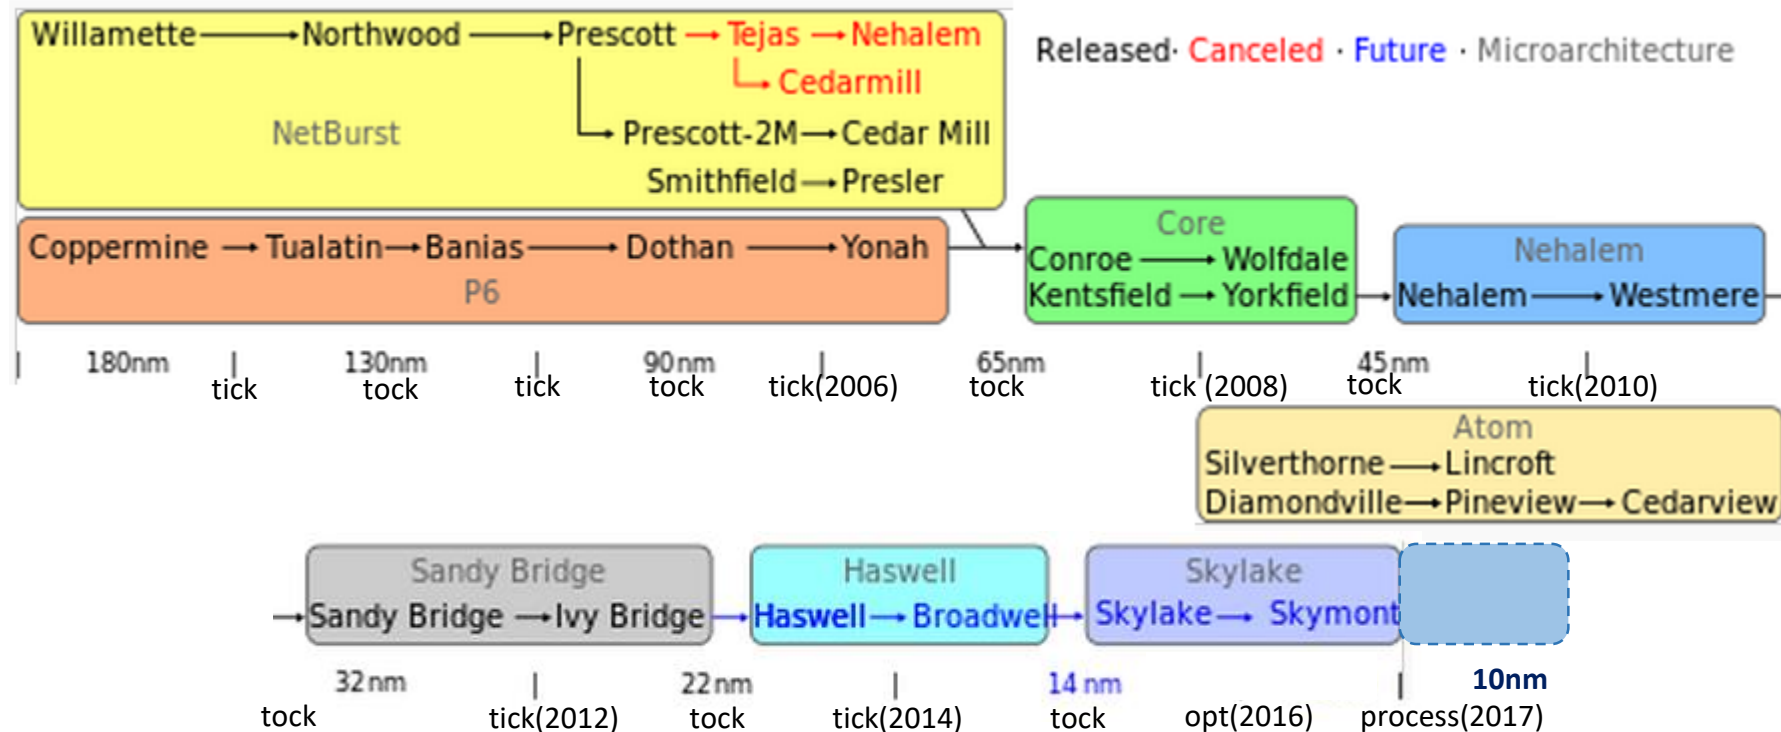 Willamette Northwood Prescott Tejas Nehalem
Released· Canceled · Future · Microarchitecture
Cedarmill
NetBurst Prescott-2M Cedar Mill
Smithfield Presler
Core
Coppermine Tualatin Banias Dothan Yonah
P6
Conroe Wolfdale
Kentsfield Yorkfield
Nehalem
Nehalem Westmere
180nm 130nm 90nm 65nm 45nm
tick tock tick tock tick(2006) tock tick (2008) tock tick(2010)
Atom
Silverthorne Lincroft
Diamondville Pineview Cedarview
Sandy Bridge Haswell Skylake
Sandy Bridge Ivy Bridge Haswell Broadwell Skylake Skymont
32nm 22nm 14 nm 10nm
tock tick(2012) tock tick(2014) tock opt(2016) process(2017)